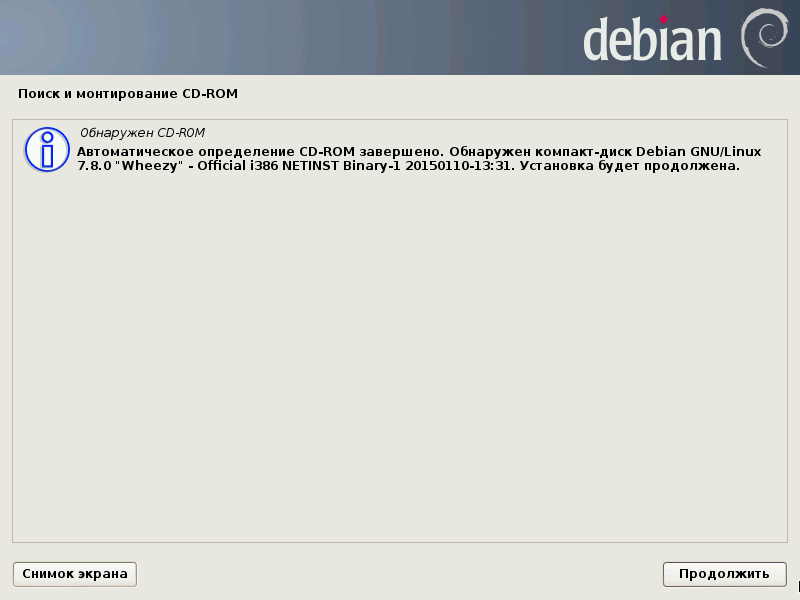 debian
Поиск и монтирование CD-ROM
Обнаружен CD-ROM
Автоматическое определение CD-ROM завершено. Обнаружен компакт-диск Debian GNU/Linux
7.8.0 "Wheezy" - Official i386 NETINST Binary-1 20150110-13:31. Установка будет продолжена.
Снимок экрана
Продолжить